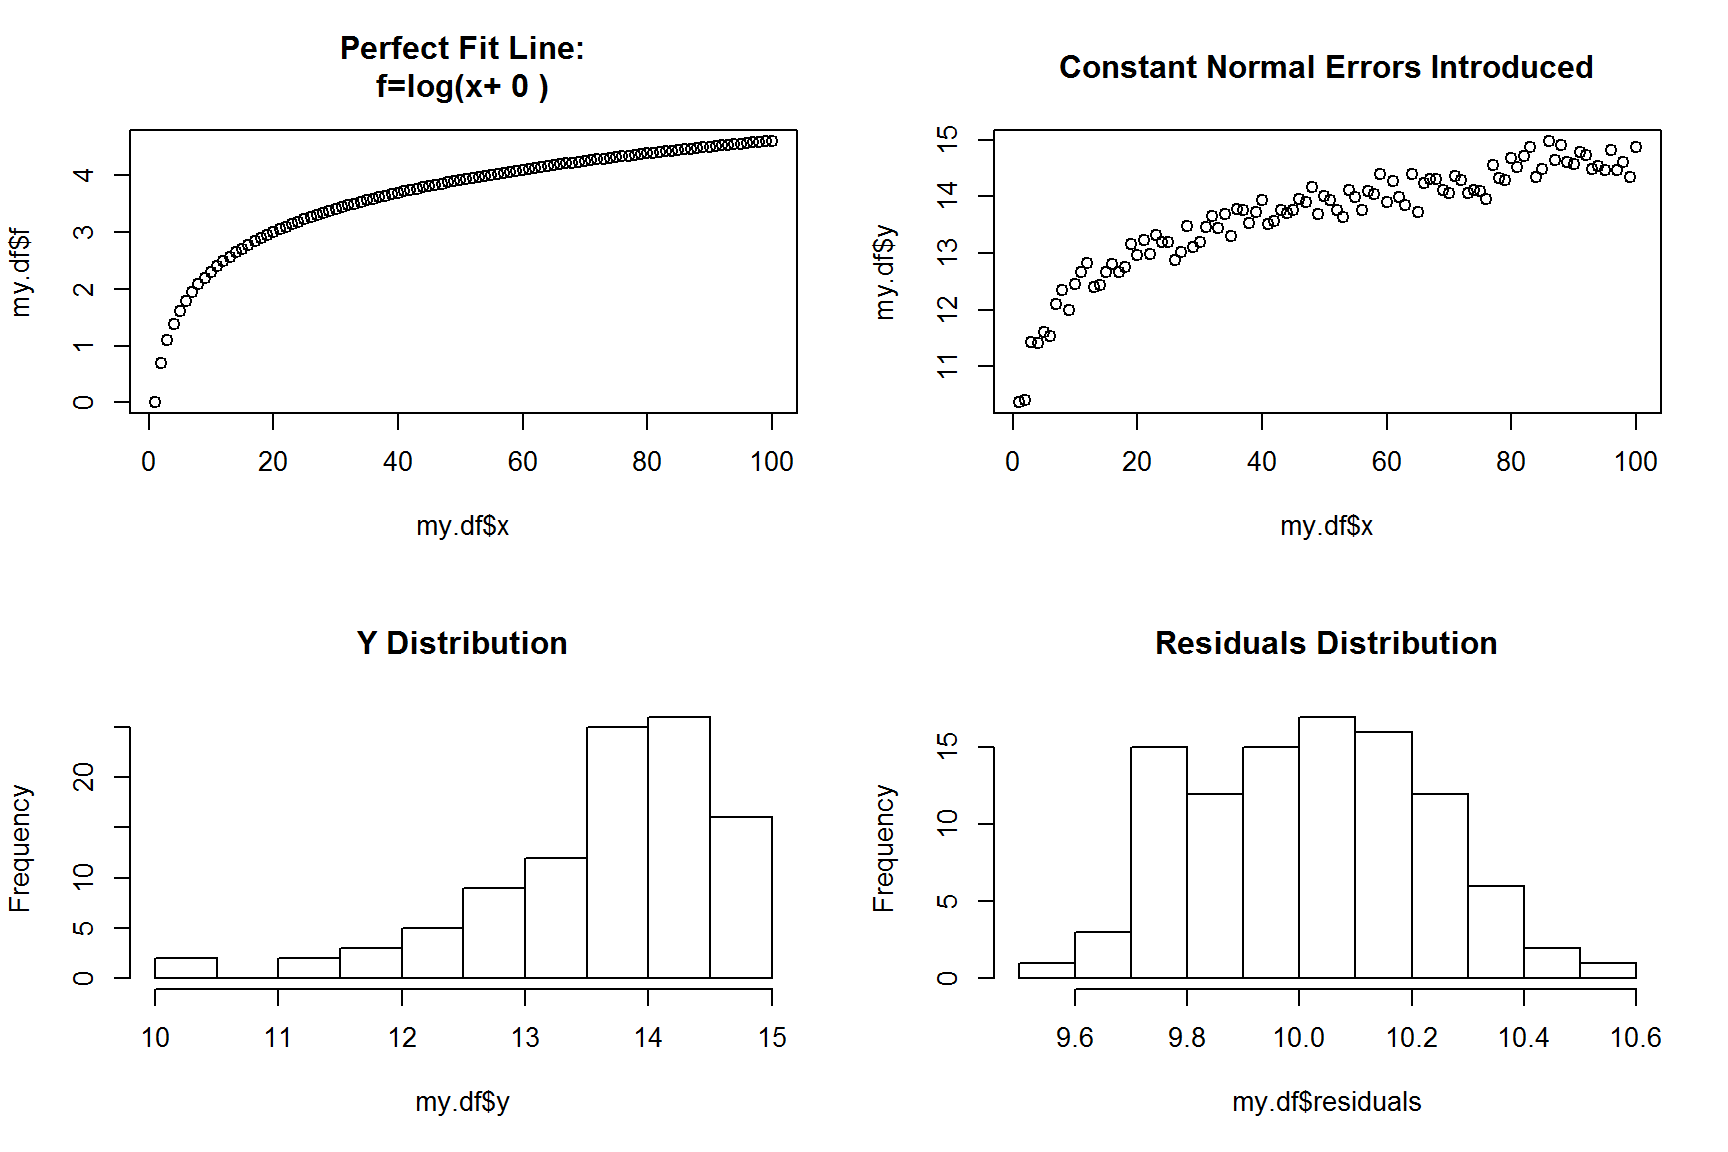 Perfect Fit Line:
f=log(x+ 0 )
my.df$f
0 1 2 3 4
0 20 40 60 80 100
my.df$x
Constant Normal Errors Introduced
my.df$y
11 12 13 14 15
0 20 40 60 80 100
my.df$x
Y Distribution
Frequency
0 5 10 20
10 11 12 13 14 15
my.df$y
Residuals Distribution
Frequency
0 5 10 15
9.6 9.8 10.0 10.2 10.4 10.6
my.df$residuals